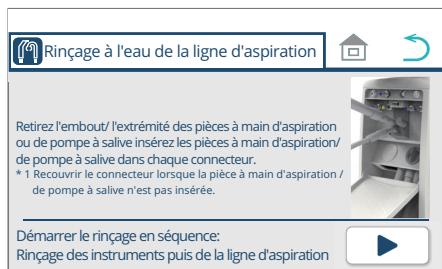 Rinçage à l'eau de la ligne d'aspiration
Retirez l'embout/ l'extrémité des pièces à main d'aspiration
ou de pompe à salive insérez les pièces à main d'aspiration/
de pompe à salive dans chaque connecteur.
* 1 Recouvrir le connecteur lorsque la pièce à main d'aspiration /
de pompe à salive n'est pas insérée.
Démarrer le rinçage en séquence:
Rinçage des instruments puis de la ligne d'aspiration